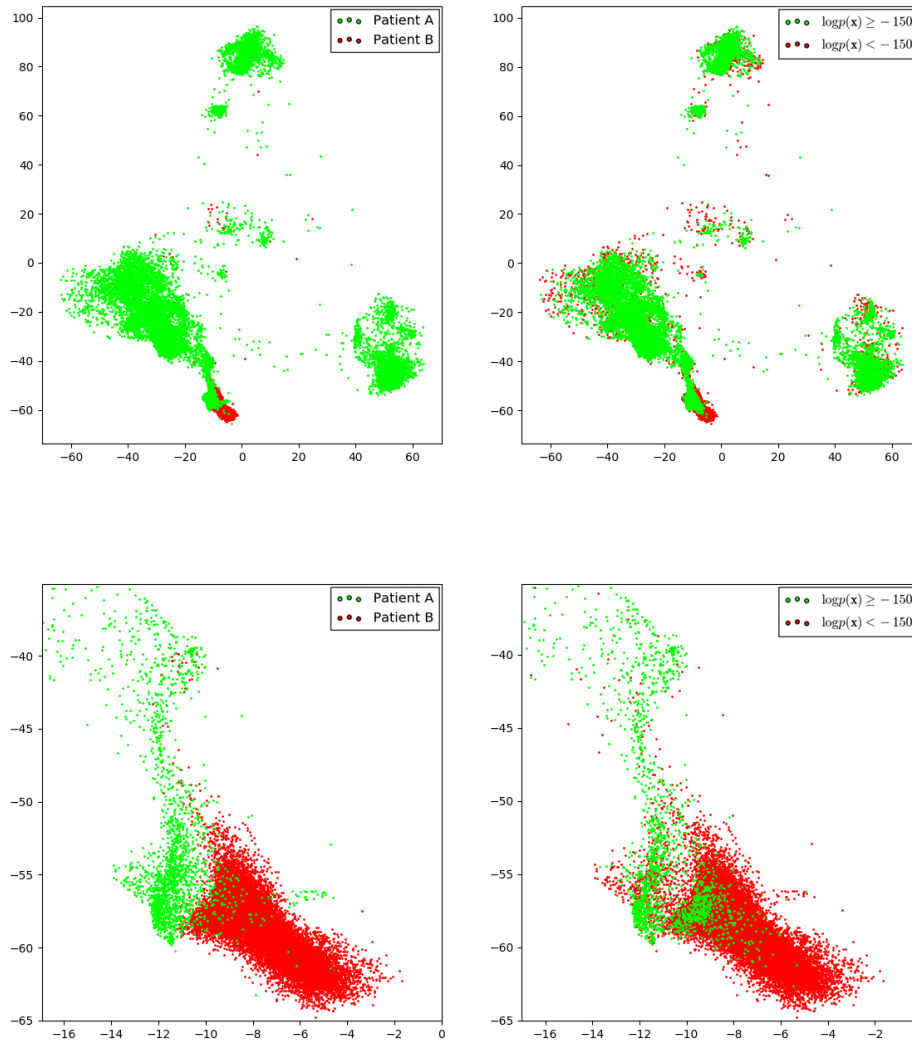 100
80
60
40
20
0
−20
−40
−60
−60 −40 −20 0 20 40 60
Patient A
Patient B
100
80
60
40
20
0
−20
−40
−60
−60 −40 −20 0 20 40 60
logp(x) ≥ −150
logp(x) < −150
−40
−45
−50
−55
−60
−65
−16 −14 −12 −10 −8 −6 −4 −2 0
Patient A
Patient B
−40
−45
−50
−55
−60
−65
−16 −14 −12 −10 −8 −6 −4 −2
logp(x) ≥ −150
logp(x) < −150